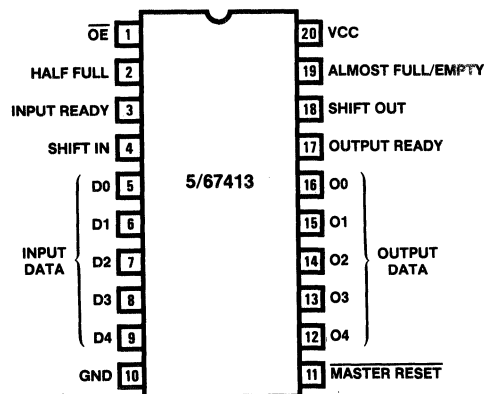 OE 1 20 VCC
HALF FULL 2 19 ALMOST FULL/EMPTY
INPUT READY 3 18 SHIFT OUT
SHIFT IN 4 17 OUTPUT READY
D0 5 5/67413 16 O0
D1 6 15 O1
INPUT DATA D2 7 14 O2 OUTPUT DATA
D3 8 13 O3
D4 9 12 O4
GND 10 11 MASTER RESET